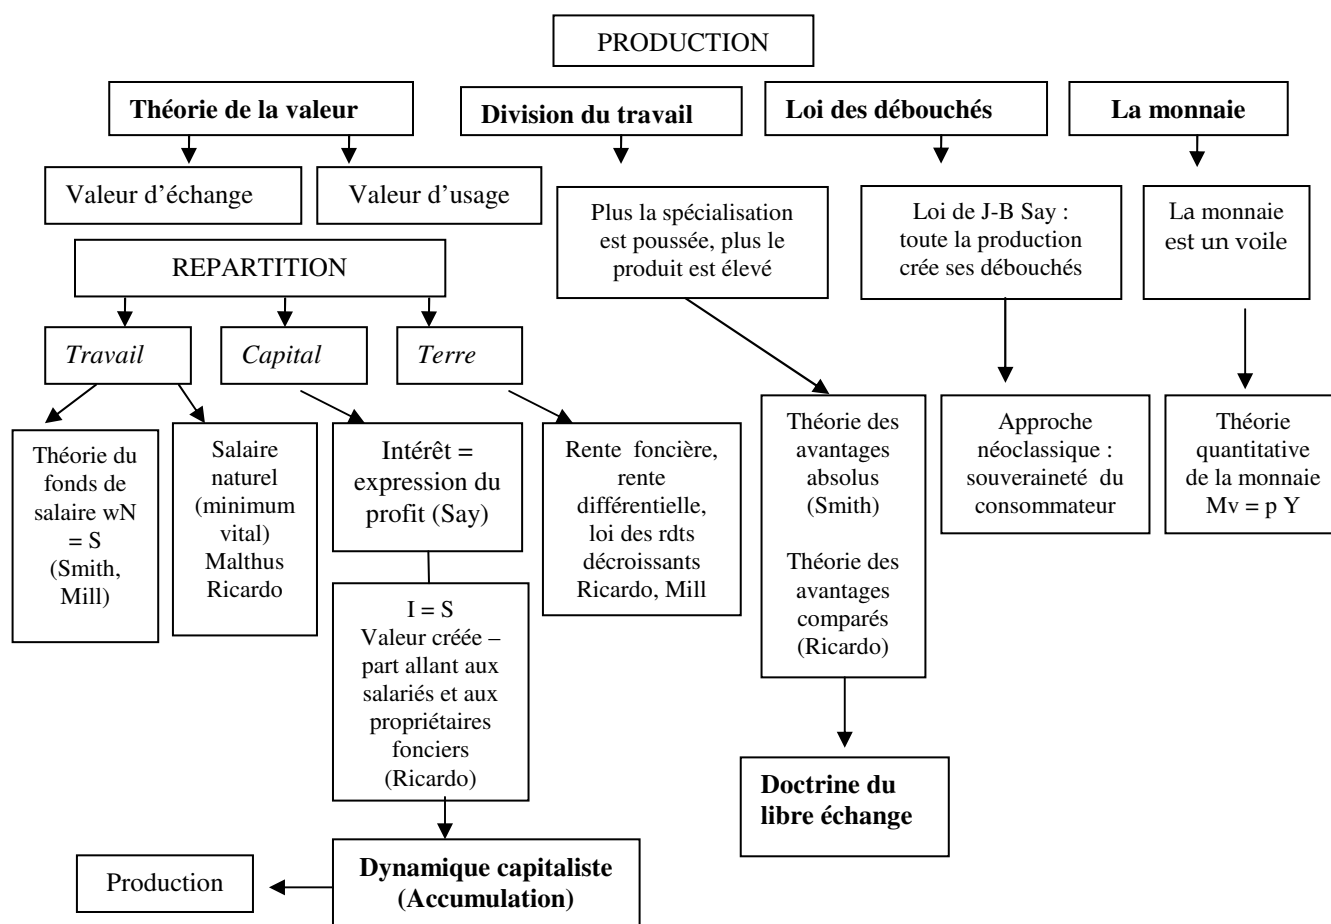 PRODUCTION
Théorie de la valeur
Division du travail
Loi des débouchés
La monnaie
Valeur d’échange
Valeur d’usage
Plus la spécialisation
est poussée, plus le
produit est élevé
Loi de J-B Say :
toute la production
crée ses débouchés
La monnaie
est un voile
REPARTITION
Travail
Capital
Terre
Théorie du
fonds de
salaire wN
= S
(Smith,
Mill)
Salaire
naturel
(minimum
vital)
Malthus
Ricardo
Intérêt =
expression du
profit (Say)
Rente foncière,
rente
différentielle,
loi des rdts
décroissants
Ricardo, Mill
Théorie des
avantages
absolus
(Smith)
Théorie des
avantages
comparés
(Ricardo)
Approche
néoclassique :
souveraineté du
consommateur
Théorie
quantitative
de la monnaie
Mv = p Y
I = S
Valeur créée –
part allant aux
salariés et aux
propriétaires
fonciers
(Ricardo)
Doctrine du
libre échange
Production
Dynamique capitaliste
(Accumulation)